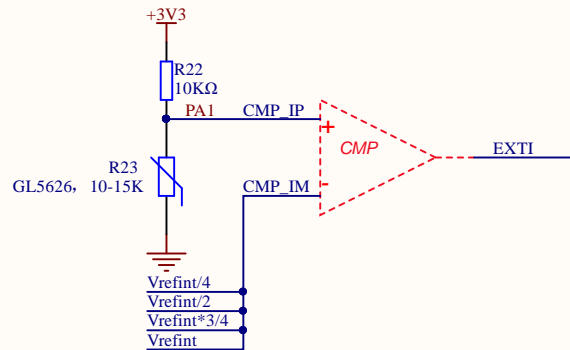 +3V3
R22
10KΩ
PA1
CMP_IP
+
CMP
EXTI
R23
GL5626，10-15K
-
CMP_IM
Vrefint/4
Vrefint/2
Vrefint*3/4
Vrefint